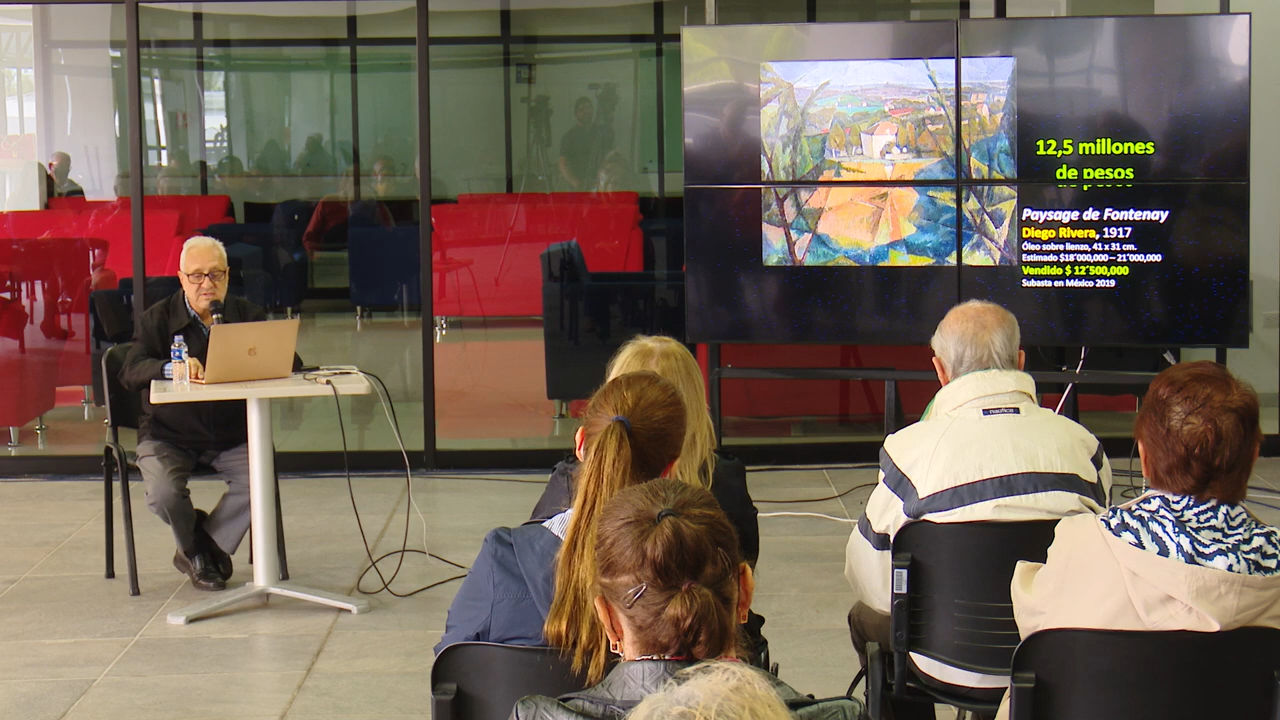 12,5 millones
de pesos
Paysage de Fontenay
Diego Rivera, 1917
Óleo sobre lienzo, 41 x 31 cm.
Estimado $18´000,000 – 21´000,000
Vendido $ 12´500,000
Subasta en México 2019
nautica